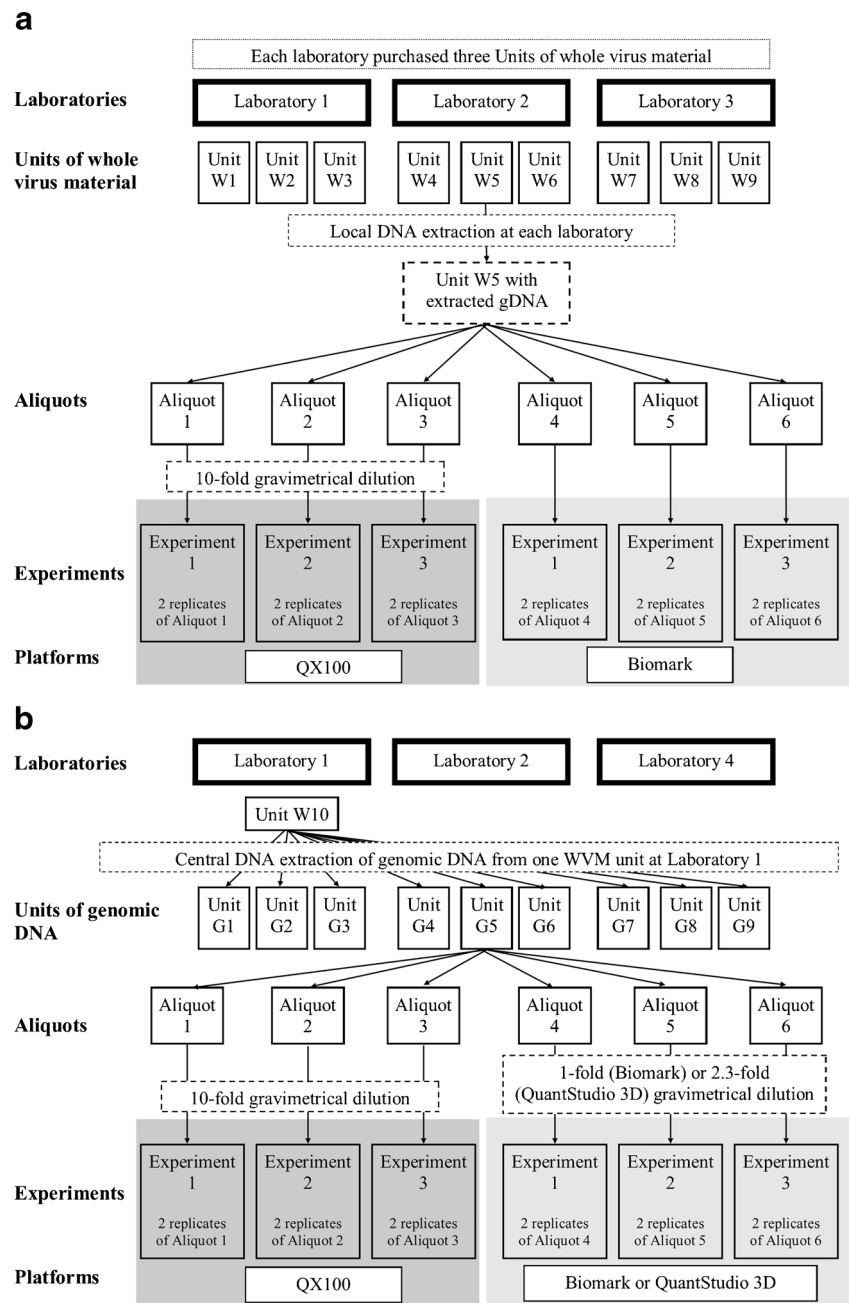 a
Each laboratory purchased three Units of whole virus material
Laboratories
Laboratory 1
Laboratory 2
Laboratory 3
Units of whole
virus material
Unit
W1
Unit
W2
Unit
W3
Unit
W4
Unit
W5
Unit
W6
Unit
W7
Unit
W8
Unit
W9
Local DNA extraction at each laboratory
Unit W5 with
extracted gDNA
Aliquots
Aliquot
1
Aliquot
2
Aliquot
3
Aliquot
4
Aliquot
5
Aliquot
6
10-fold gravimetrical dilution
Experiments
Experiment
1
2 replicates
of Aliquot 1
Experiment
2
2 replicates
of Aliquot 2
Experiment
3
2 replicates
of Aliquot 3
Experiment
1
2 replicates
of Aliquot 4
Experiment
2
2 replicates
of Aliquot 5
Experiment
3
2 replicates
of Aliquot 6
Platforms
QX100
Biomark
b
Laboratories
Laboratory 1
Laboratory 2
Laboratory 4
Unit W10
Central DNA extraction of genomic DNA from one WVM unit at Laboratory 1
Units of genomic
DNA
Unit
G1
Unit
G2
Unit
G3
Unit
G4
Unit
G5
Unit
G6
Unit
G7
Unit
G8
Unit
G9
Aliquots
Aliquot
1
Aliquot
2
Aliquot
3
Aliquot
4
Aliquot
5
Aliquot
6
10-fold gravimetrical dilution
1-fold (Biomark) or 2.3-fold
(QuantStudio 3D) gravimetrical dilution
Experiments
Experiment
1
2 replicates
of Aliquot 1
Experiment
2
2 replicates
of Aliquot 2
Experiment
3
2 replicates
of Aliquot 3
Experiment
1
2 replicates
of Aliquot 4
Experiment
2
2 replicates
of Aliquot 5
Experiment
3
2 replicates
of Aliquot 6
Platforms
QX100
Biomark or QuantStudio 3D